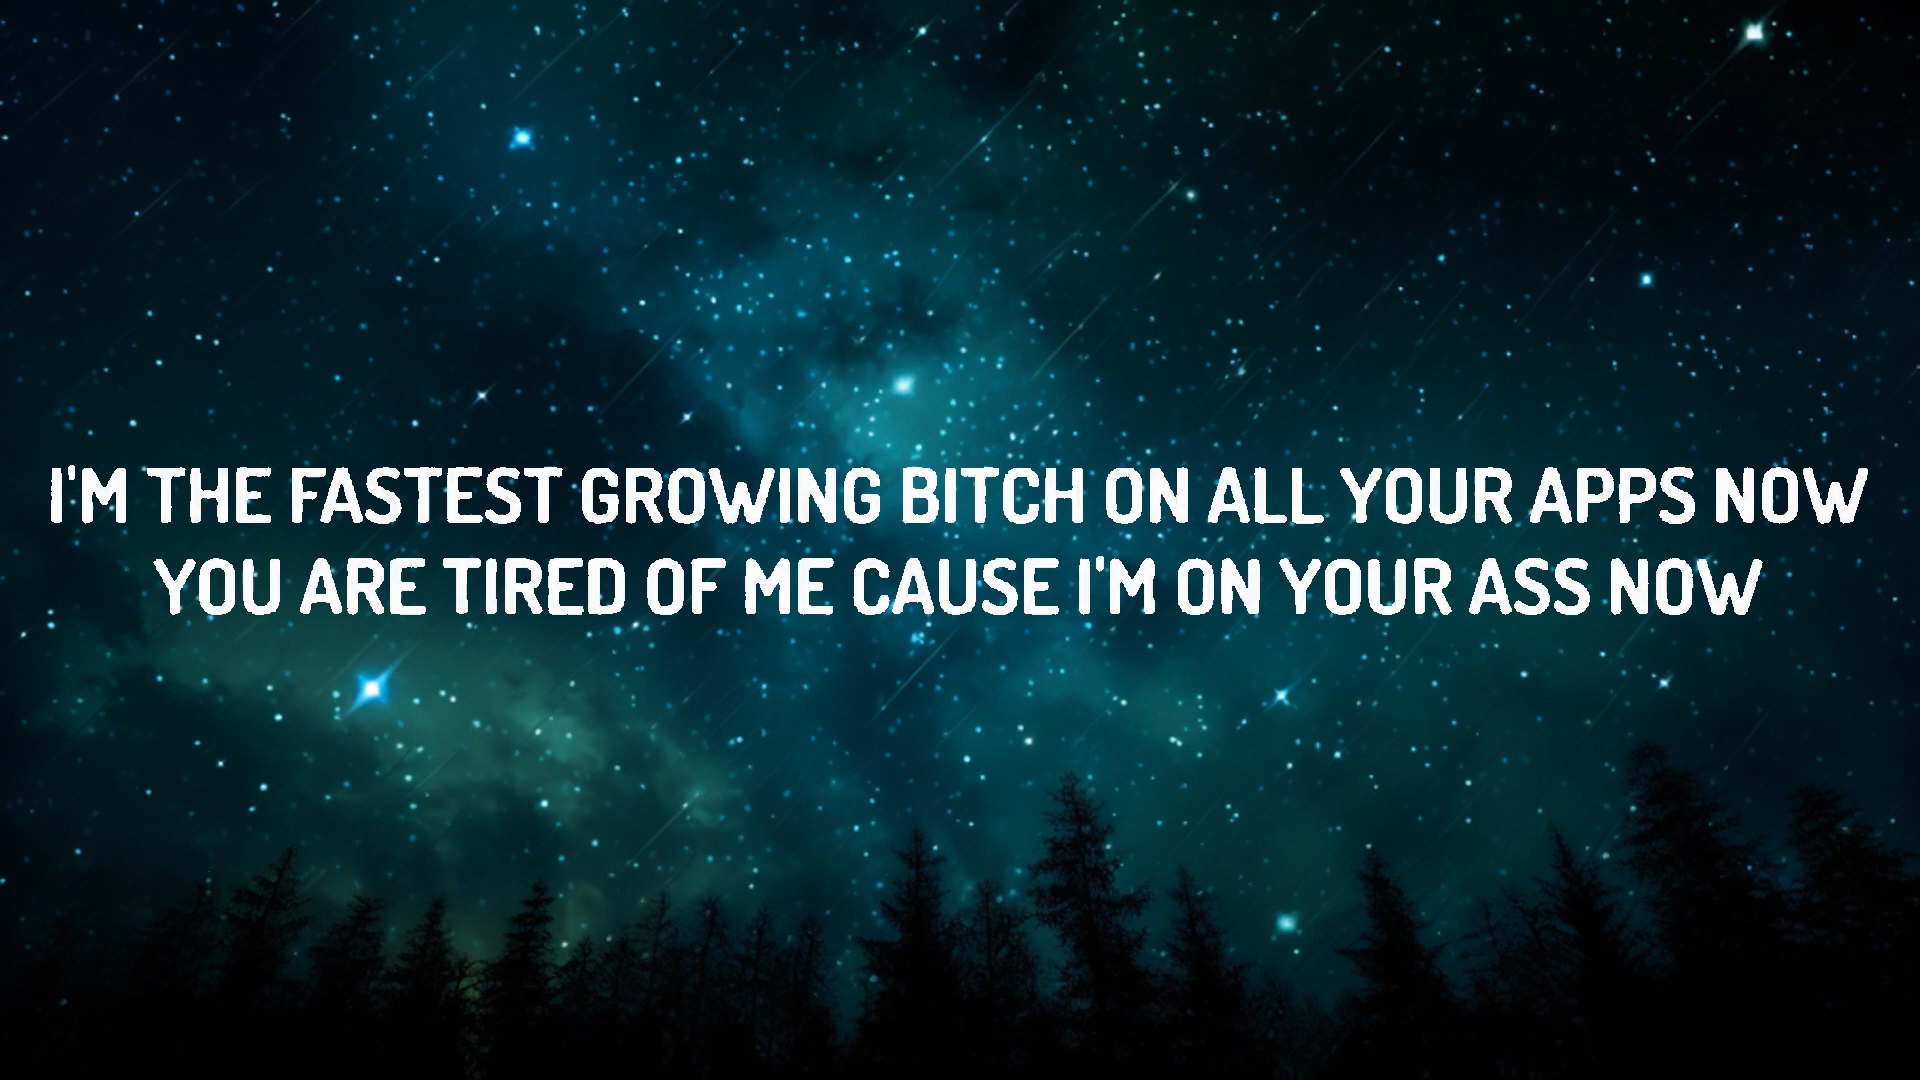 I'M THE FASTEST GROWING BITCH ON ALL YOUR APPS NOW
YOU ARE TIRED OF ME CAUSE I'M ON YOUR ASS NOW